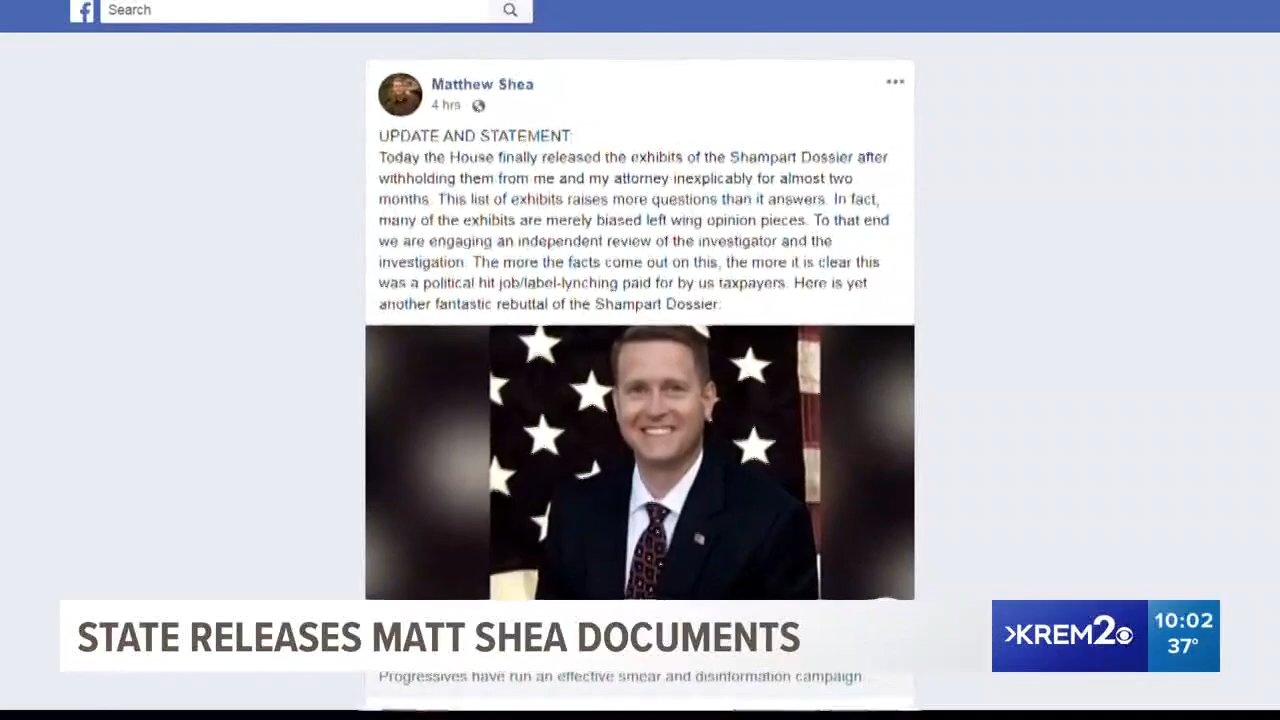 Search
Matthew Shea
4 hrs
UPDATE AND STATEMENT:
Today the House finally released the exhibits of the Shampart Dossier after
withholding them from me and my attorney inexplicably for almost two
months. This list of exhibits raises more questions than it answers. In fact,
many of the exhibits are merely biased left wing opinion pieces. To that end
we are engaging an independent review of the investigator and the
investigation. The more the facts come out on this, the more it is clear this
was a political hit job/label-lynching paid for by us taxpayers. Here is yet
another fantastic rebuttal of the Shampart Dossier:
STATE RELEASES MATT SHEA DOCUMENTS
KREM2
10:02
37°
Progressives have run an effective smear and disinformation campaign